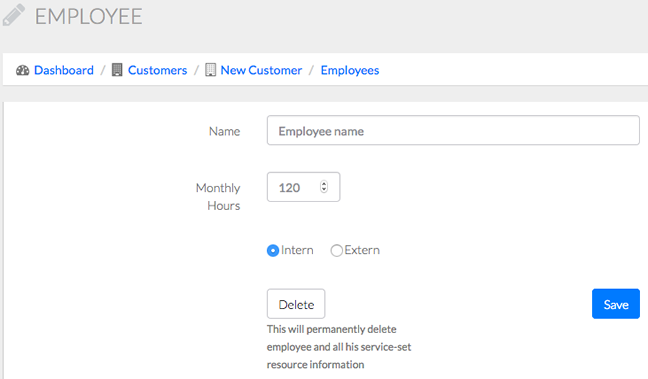 EMPLOYEE
Dashboard / Customers / New Customer / Employees
Name
Employee name
Monthly
Hours
120
Intern Extern
Delete
Save
This will permanently delete
employee and all his service-set
resource information